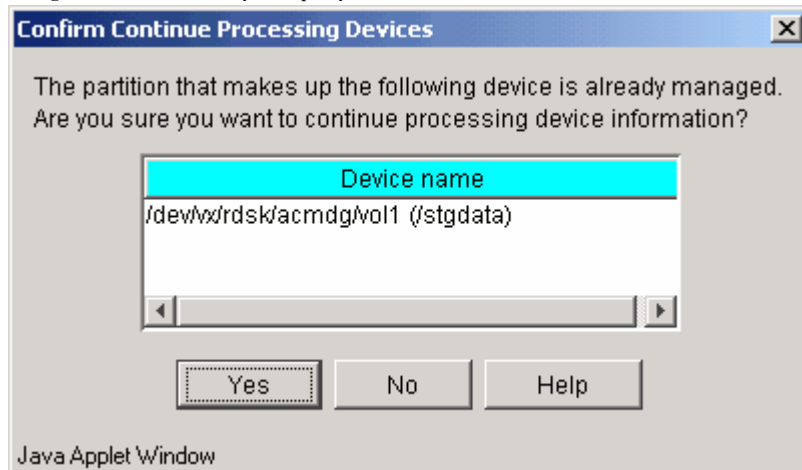 Confirm Continue Processing Devices
The partition that makes up the following device is already managed.
Are you sure you want to continue processing device information?
Device name
/dev/vx/rdsk/acmdg/vol1 (/stgdata)
Yes No Help
Java Applet Window